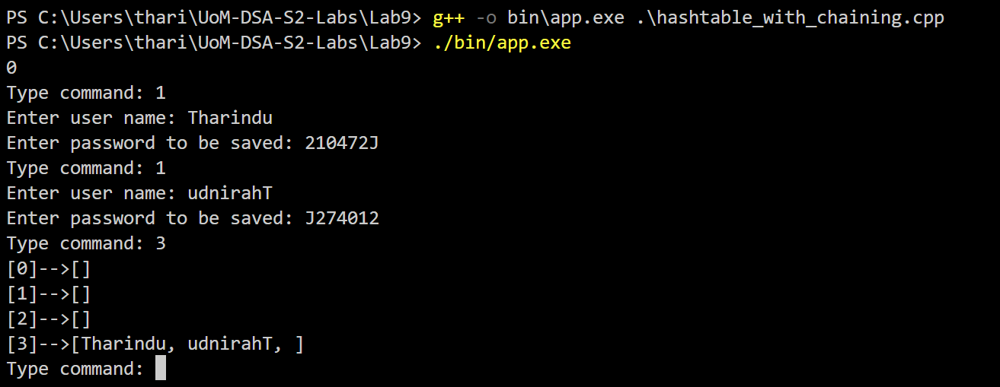 PS C:\Users\thari\UoM-DSA-S2-Labs\Lab9> g++ -o bin\app.exe .\hashtable_with_chaining.cpp
PS C:\Users\thari\UoM-DSA-S2-Labs\Lab9> ./bin/app.exe
0
Type command: 1
Enter user name: Tharindu
Enter password to be saved: 210472J
Type command: 1
Enter user name: udnirahT
Enter password to be saved: J274012
Type command: 3
[0]-->[]
[1]-->[]
[2]-->[]
[3]-->[Tharindu, udnirahT, ]
Type command: